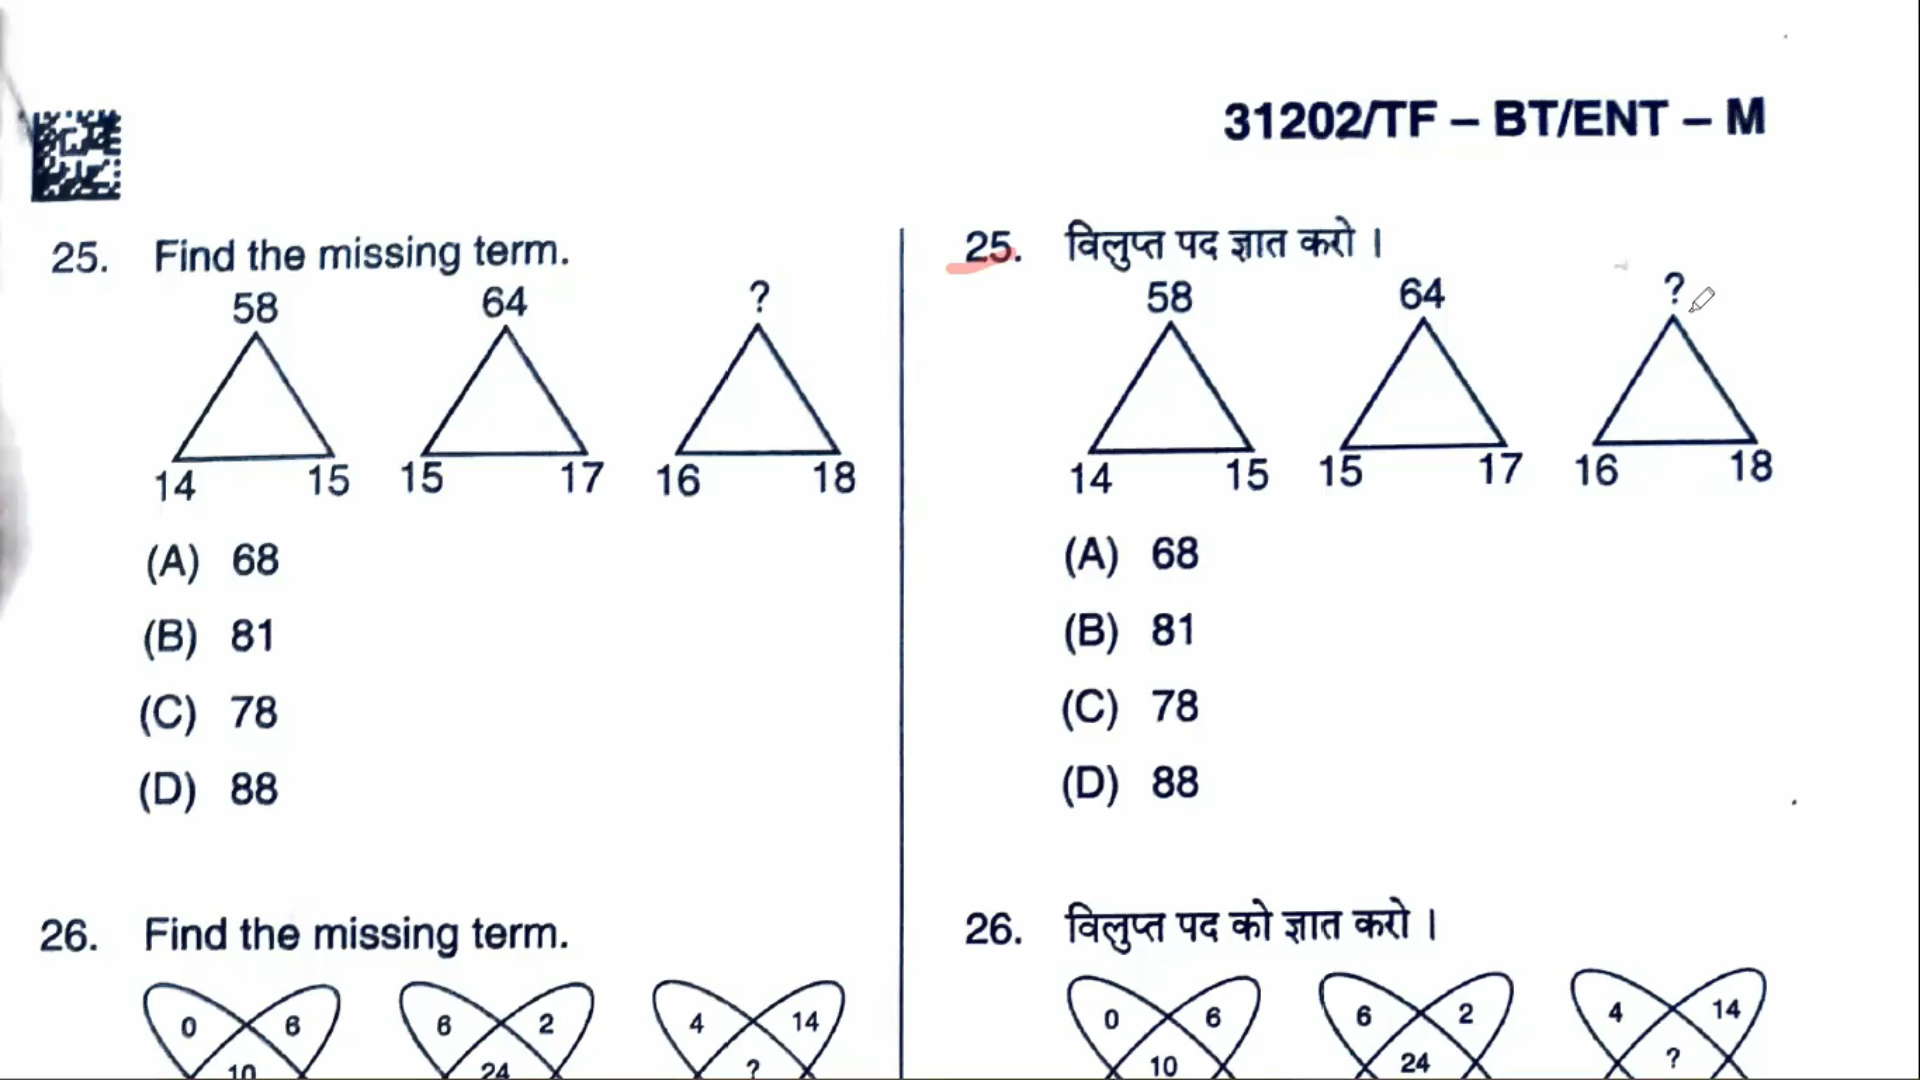 31202/TF – BT/ENT – M
25. Find the missing term.
58 64 ?
14 15 15 17 16 18
(A) 68
(B) 81
(C) 78
(D) 88
26. Find the missing term.
0 6 6 2 4 14
10 24 ?
25. विलुप्त पद ज्ञात करो ।
58 64 ?
14 15 15 17 16 18
(A) 68
(B) 81
(C) 78
(D) 88
26. विलुप्त पद को ज्ञात करो ।
0 6 6 2 4 14
10 24 ?